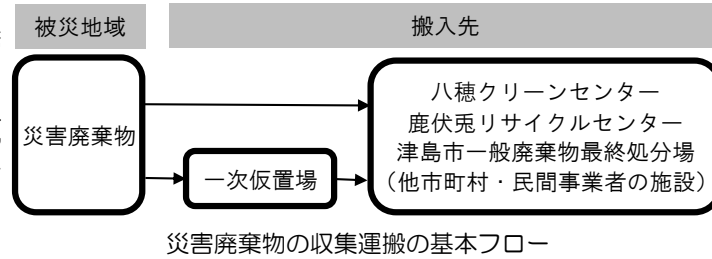 被災地域
搬入先
災害廃棄物
一次仮置場
八穂クリーンセンター
鹿伏兎リサイクルセンター
津島市一般廃棄物最終処分場
（他市町村・民間事業者の施設）
災害廃棄物の収集運搬の基本フロー